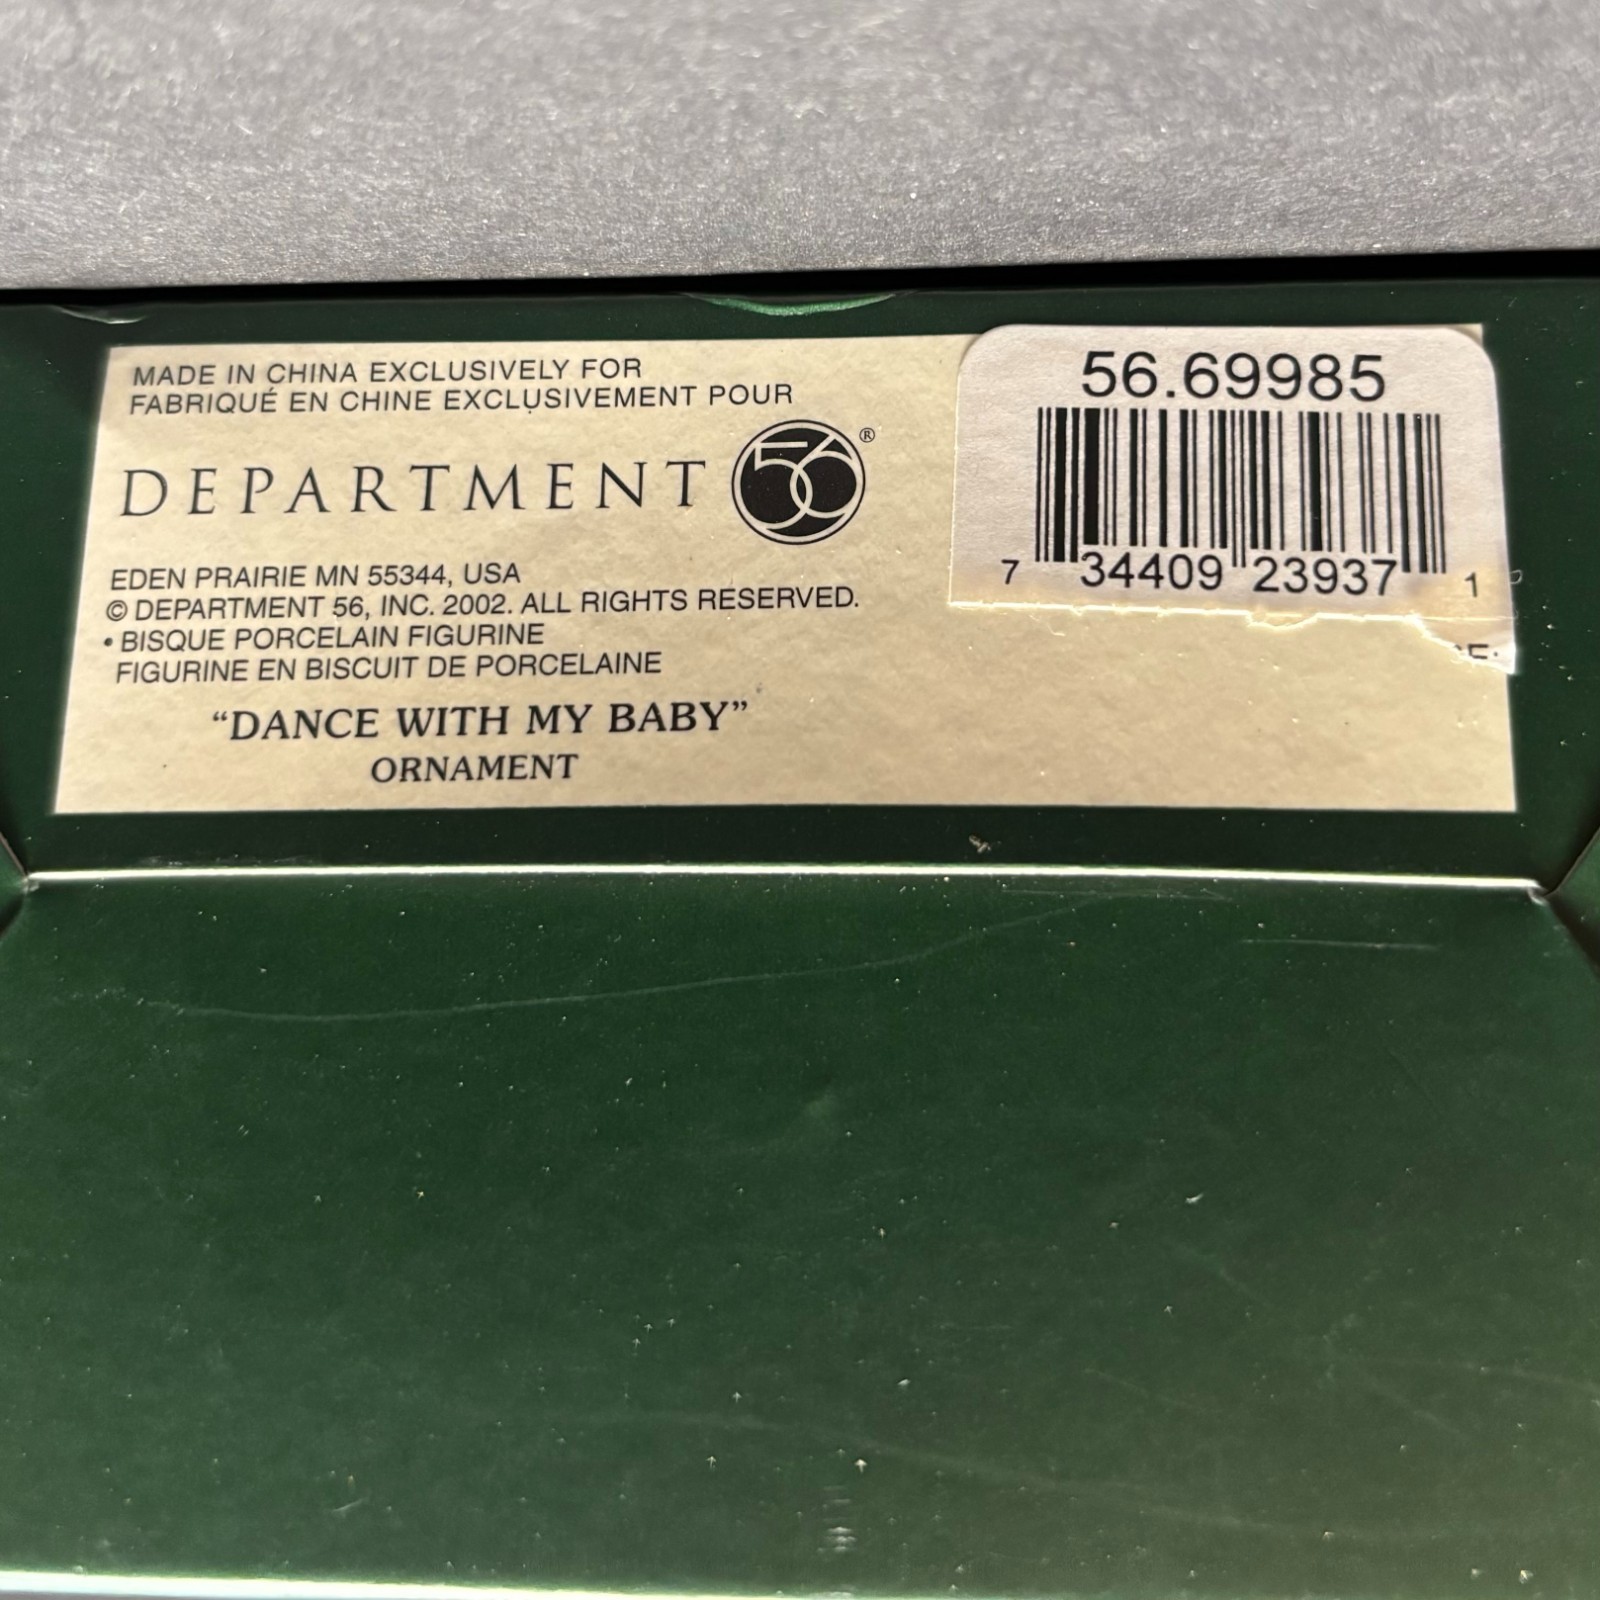 MADE IN CHINA EXCLUSIVELY FOR
FABRIQUÉ EN CHINE EXCLUSIVEMENT POUR
DEPARTMENT 56®
EDEN PRAIRIE MN 55344, USA
© DEPARTMENT 56, INC. 2002. ALL RIGHTS RESERVED.
• BISQUE PORCELAIN FIGURINE
FIGURINE EN BISCUIT DE PORCELAINE
“DANCE WITH MY BABY”
ORNAMENT
56.69985
7 34409 23937 1